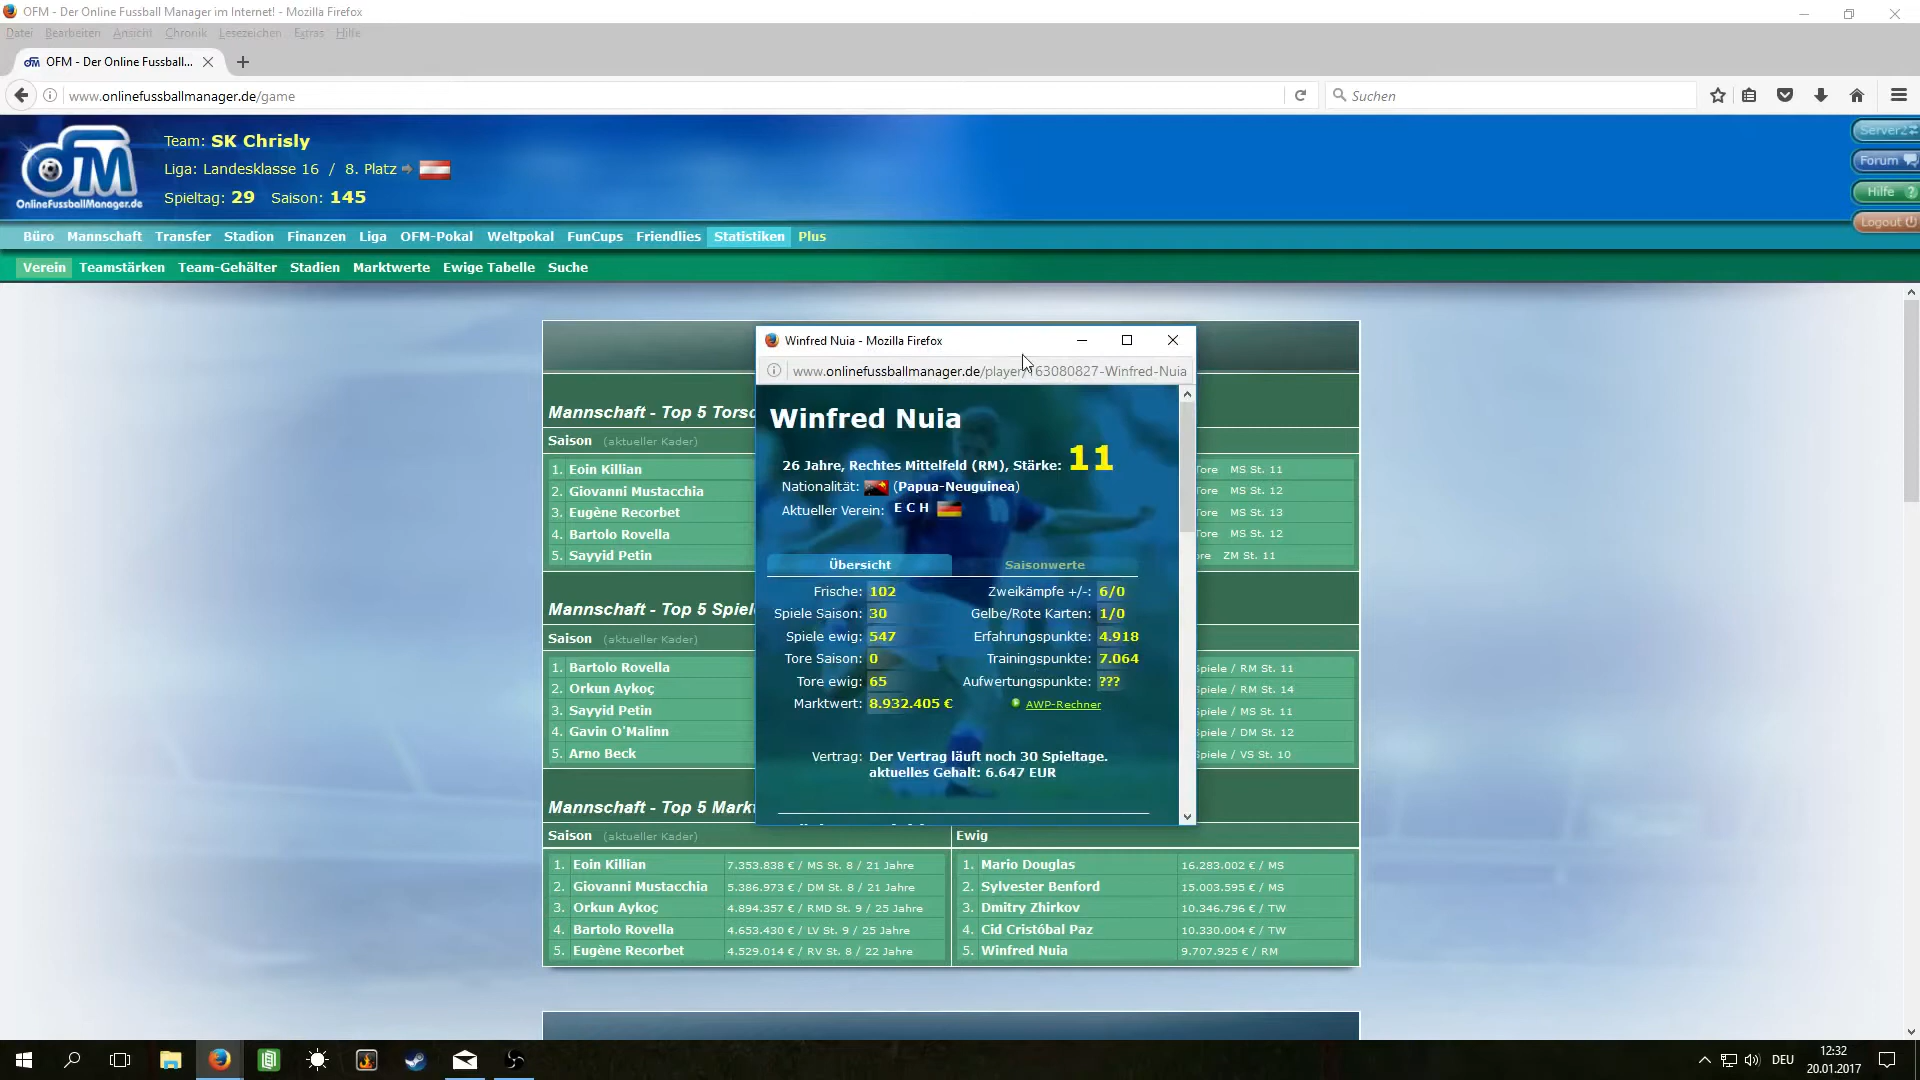 OFM - Der Online Fussball Manager im Internet! - Mozilla Firefox
Datei Bearbeiten Ansicht Chronik Lesezeichen Extras Hilfe
OFM - Der Online Fussball...
www.onlinefussballmanager.de/game
Suchen
OFM
OnlineFussballManager.de
Team: SK Chrisly
Liga: Landesklasse 16 / 8. Platz
Spieltag: 29 Saison: 145
Server2
Forum
Hilfe ?
Logout
Büro Mannschaft Transfer Stadion Finanzen Liga OFM-Pokal Weltpokal FunCups Friendlies Statistiken Plus
Verein Teamstärken Team-Gehälter Stadien Marktwerte Ewige Tabelle Suche
Mannschaft - Top 5
Saison (aktueller Kader)
1. Eoin Killian
2. Giovanni Mustacchia
3. Eugène Recorbet
4. Bartolo Rovella
5. Sayyid Petin
Tore MS St. 11
Tore MS St. 12
Tore MS St. 13
Tore MS St. 12
ZM St. 11
Mannschaft - Top 5
Saison (aktueller Kader)
1. Bartolo Rovella
2. Orkun Aykoç
3. Sayyid Petin
4. Gavin O'Malinn
5. Arno Beck
Spiele / RM St. 11
Spiele / RM St. 14
Spiele / MS St. 11
Spiele / DM St. 12
Spiele / VS St. 10
Winfred Nuia - Mozilla Firefox
www.onlinefussballmanager.de/player/163080827-Winfred-Nuia
Winfred Nuia
26 Jahre, Rechtes Mittelfeld (RM), Stärke: 11
Nationalität: (Papua-Neuguinea)
Aktueller Verein: E C H
Übersicht Saisonwerte
Frische: 102 Zweikämpfe +/-: 6/0
Spiele Saison: 30 Gelbe/Rote Karten: 1/0
Spiele ewig: 547 Erfahrungspunkte: 4.918
Tore Saison: 0 Trainingspunkte: 7.064
Tore ewig: 65 Aufwertungspunkte: ???
Marktwert: 8.932.405 € AWP-Rechner
Vertrag: Der Vertrag läuft noch 30 Spieltage.
aktuelles Gehalt: 6.647 EUR
Mannschaft - Top 5
Saison (aktueller Kader) Ewig
1. Eoin Killian 7.353.838 € / MS St. 8 / 21 Jahre 1. Mario Douglas 16.283.002 € / MS
2. Giovanni Mustacchia 5.386.973 € / DM St. 8 / 21 Jahre 2. Sylvester Benford 15.003.595 € / MS
3. Orkun Aykoç 4.894.357 € / RMD St. 9 / 25 Jahre 3. Dmitry Zhirkov 10.346.796 € / TW
4. Bartolo Rovella 4.653.430 € / LV St. 9 / 25 Jahre 4. Cid Cristóbal Paz 10.330.004 € / TW
5. Eugène Recorbet 4.529.014 € / RV St. 8 / 22 Jahre 5. Winfred Nuia 9.707.925 € / RM
DEU
12:32
20.01.2017